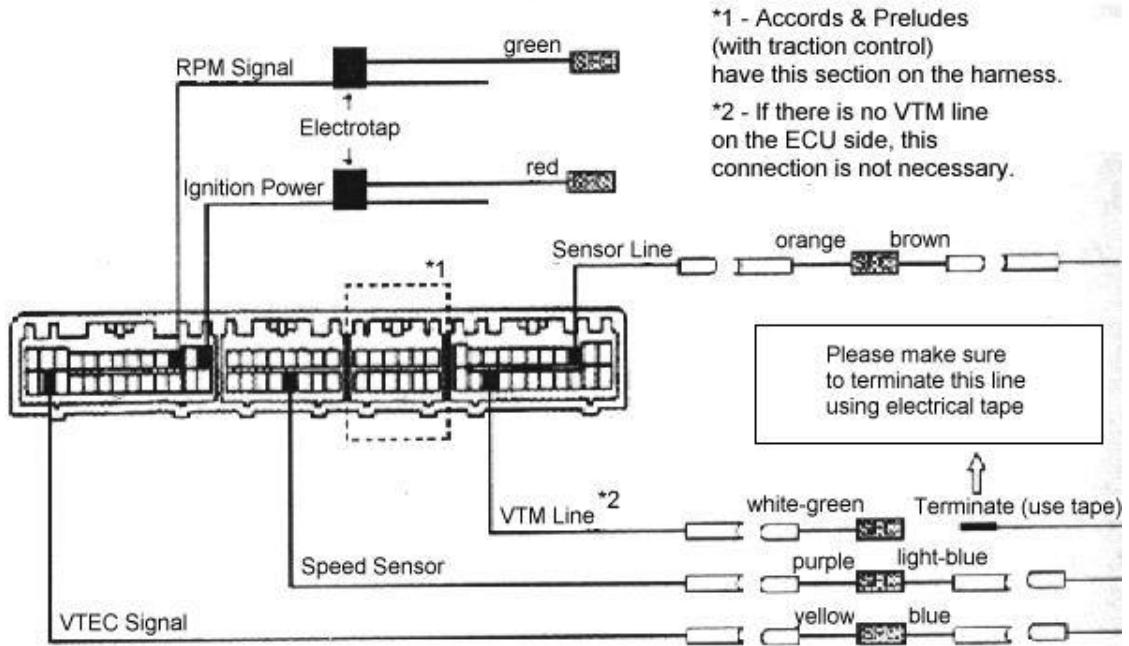 *1 - Accords & Preludes
(with traction control)
have this section on the harness.
*2 - If there is no VTM line
on the ECU side, this
connection is not necessary.
green
RPM Signal
Electrotap
red
Ignition Power
*1
Sensor Line
orange
brown
Please make sure
to terminate this line
using electrical tape
VTM Line
*2
white-green
Terminate (use tape)
Speed Sensor
purple
light-blue
VTEC Signal
yellow
blue